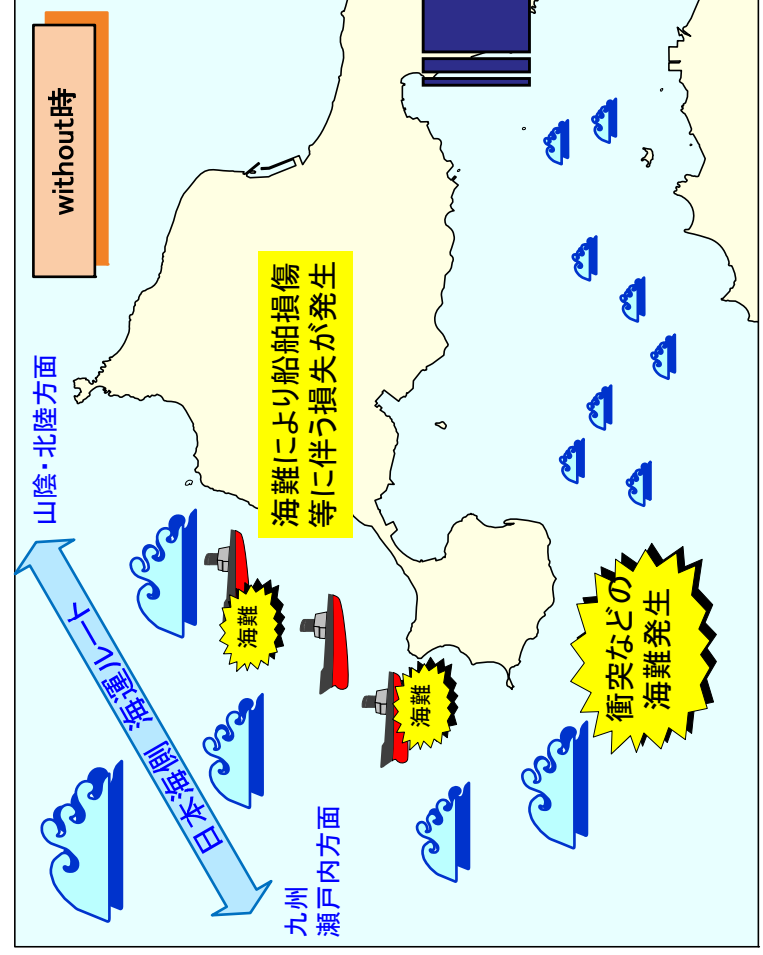 without時
山陰・北陸方面
日本海側 海運ルート
九州
瀬戸内方面
海難により船舶損傷
等に伴う損失が発生
海難
海難
衝突などの
海難発生